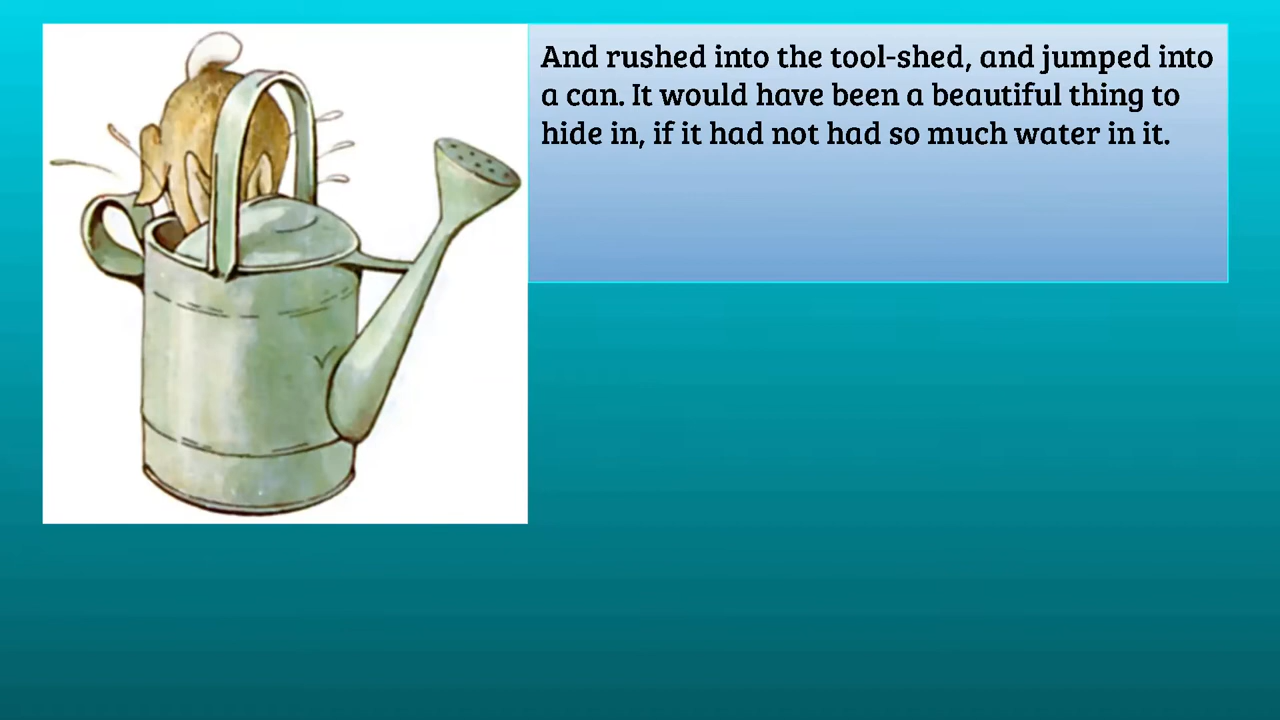 And rushed into the tool-shed, and jumped into
a can. It would have been a beautiful thing to
hide in, if it had not had so much water in it.